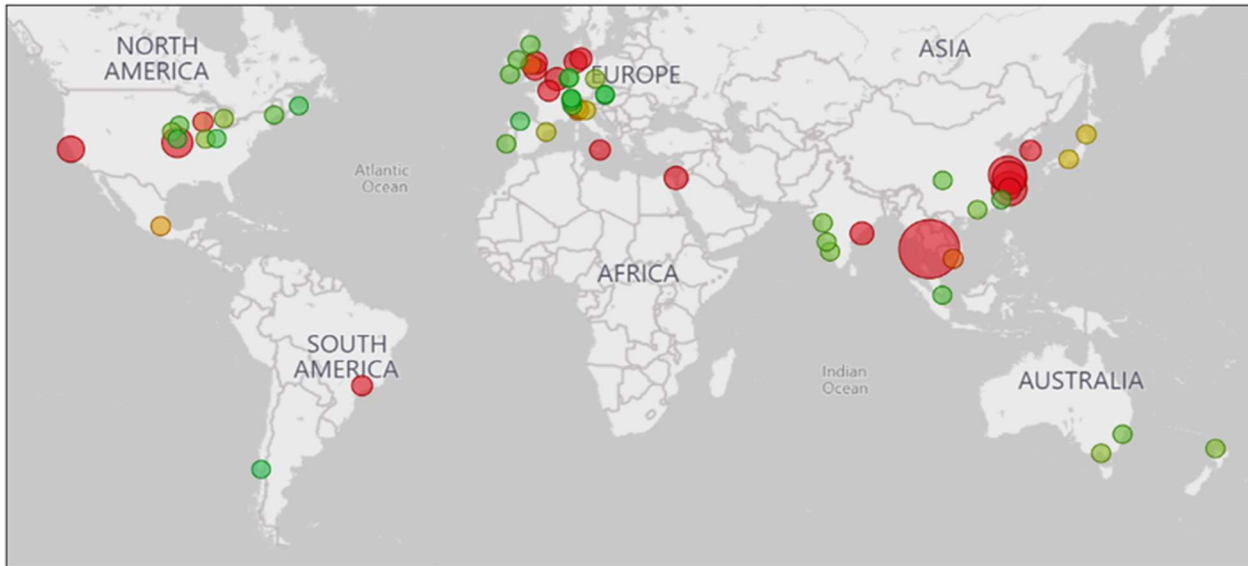 NORTH
AMERICA
ASIA
EUROPE
Atlantic
Ocean
AFRICA
SOUTH
AMERICA
Indian
Ocean
AUSTRALIA